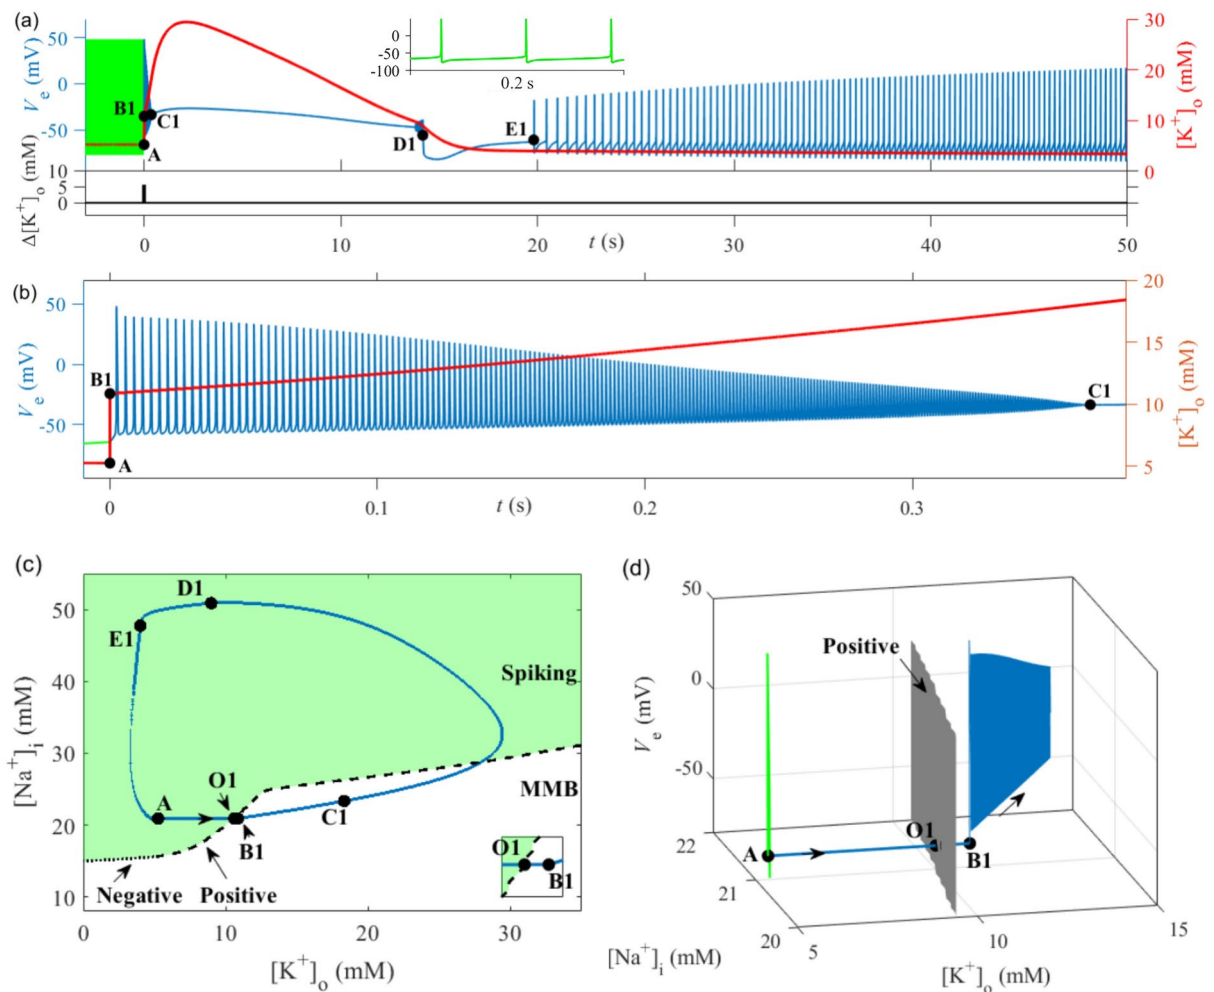 (a)
V_e (mV)
50
0
-50
B1
C1
A
D1
E1
0
-50
-100
0.2 s
30
20
10
0
[K⁺]_o (mM)
Δ[K⁺]_o (mM)
10
5
0
0
10
20
t (s)
30
40
50
(b)
V_e (mV)
50
0
-50
B1
A
C1
20
15
10
5
[K⁺]_o (mM)
0
0.1
t (s)
0.2
0.3
(c)
[Na⁺]_i (mM)
50
40
30
20
10
D1
E1
Spiking
O1
A
MMB
C1
B1
O1
B1
Negative
Positive
0
10
20
30
[K⁺]_o (mM)
(d)
V_e (mV)
50
0
-50
Positive
O1
A
B1
22
21
20
[Na⁺]_i (mM)
5
10
15
[K⁺]_o (mM)